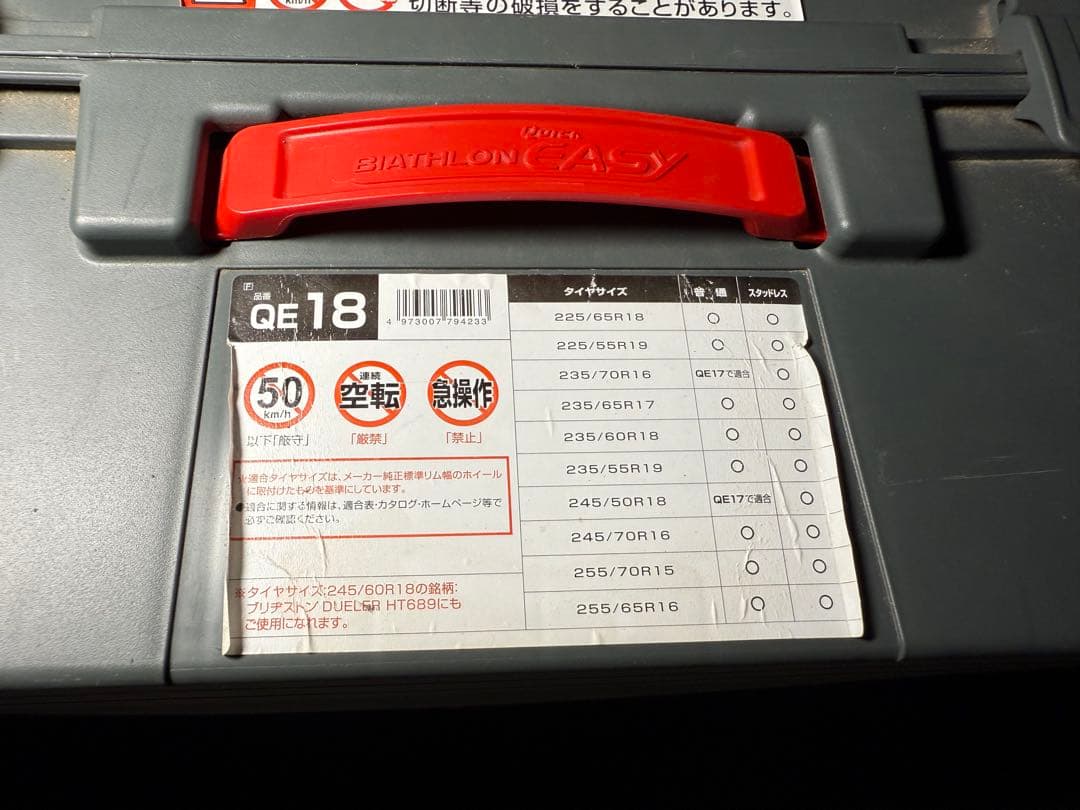 km/h
切断等の破損をすることがあります。
Quick
BIATHLON EASY
F
品番
QE 18
4 973007 794233
50
km/h
以下「厳守」
連続
空転
「厳禁」
急操作
「禁止」
☆適合タイヤサイズは、メーカー純正標準リム幅のホイール
に取付けたものを基準にしています。
●適合に関する情報は、適合表・カタログ・ホームページ等で
必ずご確認ください。
※タイヤサイズ:245/60R18の銘柄:
ブリヂストン DUELER HT689にも
ご使用になれます。
タイヤサイズ 普通 スタッドレス
225/65R18 ○ ○
225/55R19 ○ ○
235/70R16 QE17で適合 ○
235/65R17 ○ ○
235/60R18 ○ ○
235/55R19 ○ ○
245/50R18 QE17で適合 ○
245/70R16 ○ ○
255/70R15 ○ ○
255/65R16 ○ ○